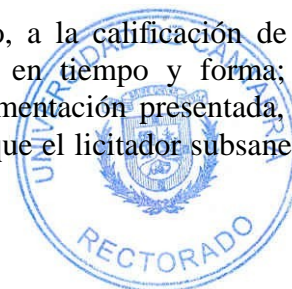 o, a la calificación de
en tiempo y forma;
mentación presentada,
que el licitador subsane
UNIVERSIDAD DE CANTABRIA
RECTORADO